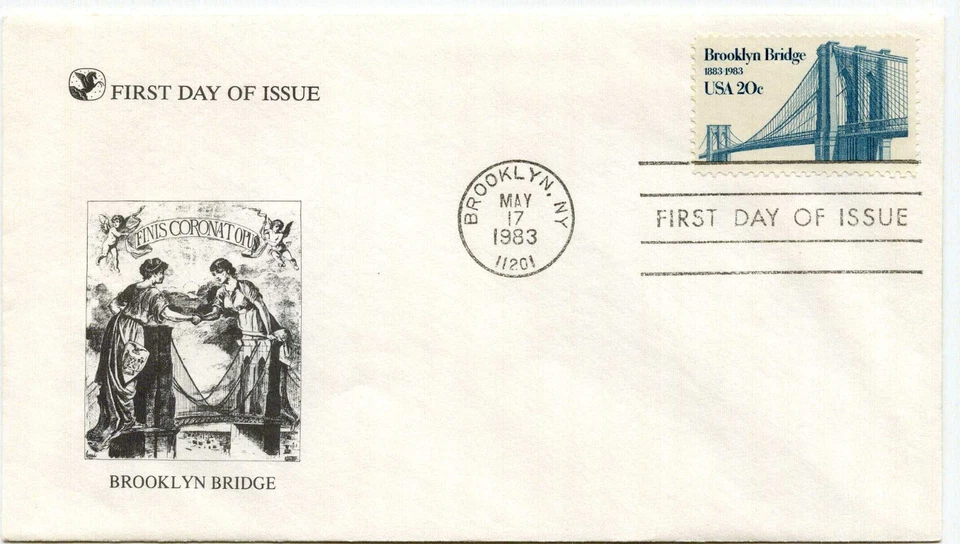 FIRST DAY OF ISSUE
Brooklyn Bridge
1883-1983
USA 20c
BROOKLYN, NY
MAY
17
1983
11201
FIRST DAY OF ISSUE
FINIS CORONAT OPUS
BROOKLYN BRIDGE